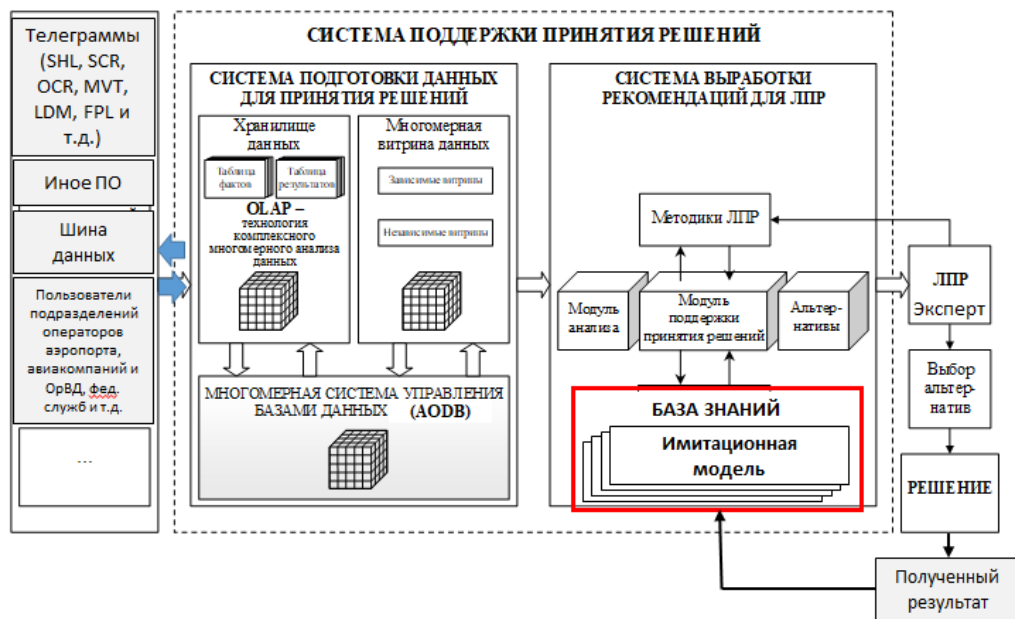 Телеграммы
(SHL, SCR,
OCR, MVT,
LDM, FPL и
т.д.)
Иное ПО
Шина
данных
Пользователи
подразделений
операторов
аэропорта,
авиакомпаний и
ОрВД, фед.
служб и т.д.
...
СИСТЕМА ПОДДЕРЖКИ ПРИНЯТИЯ РЕШЕНИЙ
СИСТЕМА ПОДГОТОВКИ ДАННЫХ
ДЛЯ ПРИНЯТИЯ РЕШЕНИЙ
Хранилище
данных
Таблица
фактов
Таблица
результатов
OLAP –
технология
комплексного
многомерного анализа
данных
Многомерная
витрина данных
Зависимые витрины
Независимые витрины
МНОГОМЕРНАЯ СИСТЕМА УПРАВЛЕНИЯ
БАЗАМИ ДАННЫХ (AODB)
СИСТЕМА ВЫРАБОТКИ
РЕКОМЕНДАЦИЙ ДЛЯ ЛПР
Методики ЛПР
Модуль
анализа
Модуль
поддержки
принятия решений
Альтер-
нативы
БАЗА ЗНАНИЙ
Имитационная
модель
ЛПР
Эксперт
Выбор
альтер-
натив
РЕШЕНИЕ
Полученный
результат